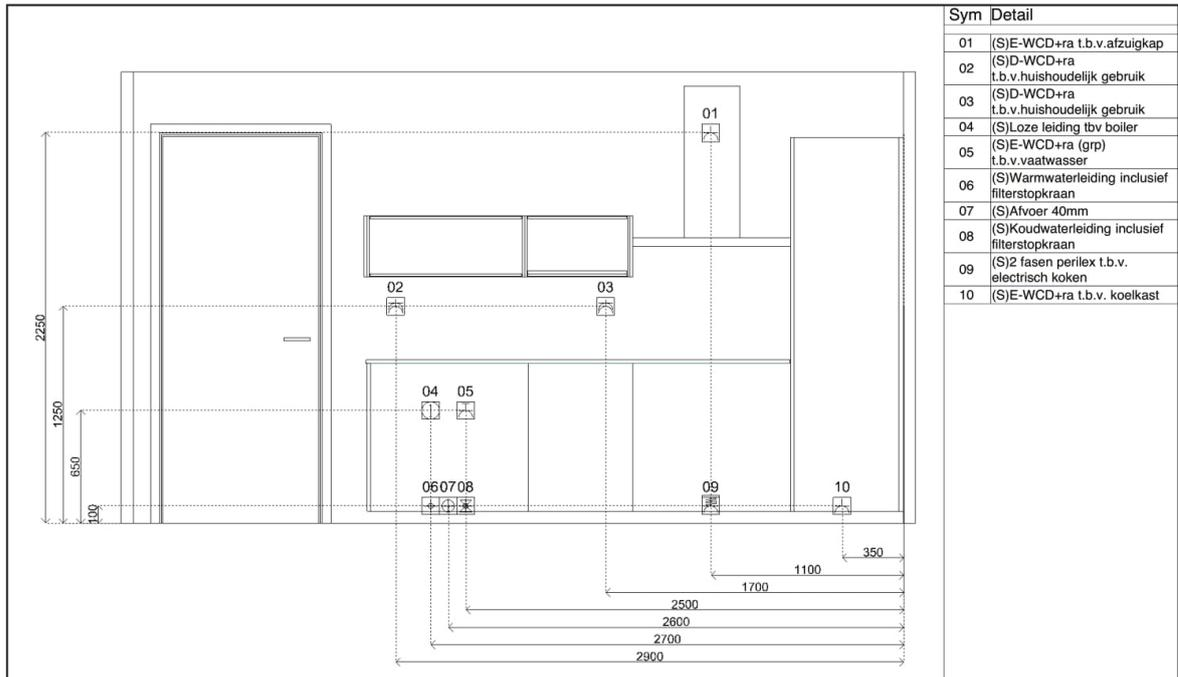 Sym Detail
01 (S)E-WCD+ra t.b.v.afzuigkap
02 (S)D-WCD+ra
t.b.v.huishoudelijk gebruik
03 (S)D-WCD+ra
t.b.v.huishoudelijk gebruik
04 (S)Loze leiding tbv boiler
05 (S)E-WCD+ra (grp)
t.b.v.vaatwasser
06 (S)Warmwaterleiding inclusief
filterstopkraan
07 (S)Afvoer 40mm
08 (S)Koudwaterleiding inclusief
filterstopkraan
09 (S)2 fasen perilex t.b.v.
electrisch koken
10 (S)E-WCD+ra t.b.v. koelkast
01
02 03
04 05
06 07 08 09 10
2250
1250
650
100
350
1100
1700
2500
2600
2700
2900